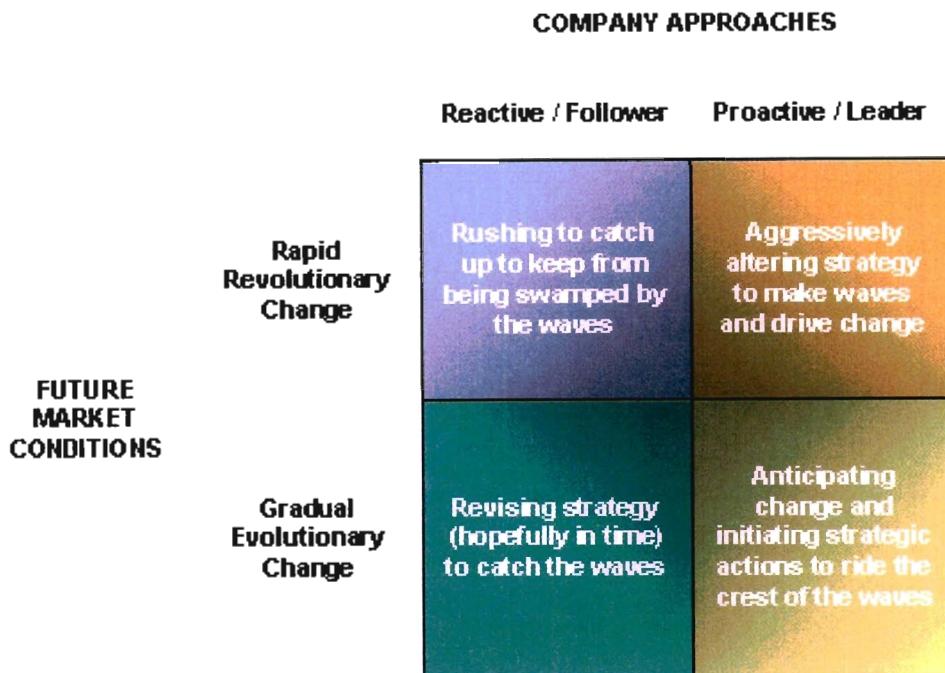 COMPANY APPROACHES
Reactive / Follower
Proactive / Leader
Rapid
Revolutionary
Change
Rushing to catch
up to keep from
being swamped by
the waves
Aggressively
altering strategy
to make waves
and drive change
FUTURE
MARKET
CONDITIONS
Gradual
Evolutionary
Change
Revising strategy
(hopefully in time)
to catch the waves
Anticipating
change and
initiating strategic
actions to ride the
crest of the waves